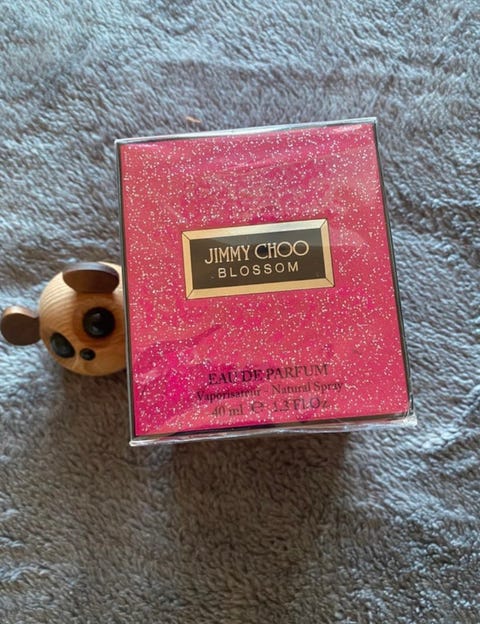 JIMMY CHOO
BLOSSOM
EAU DE PARFUM
Vaporisateur - Natural Spray
40 ml ℮ 1.3 Fl.Oz